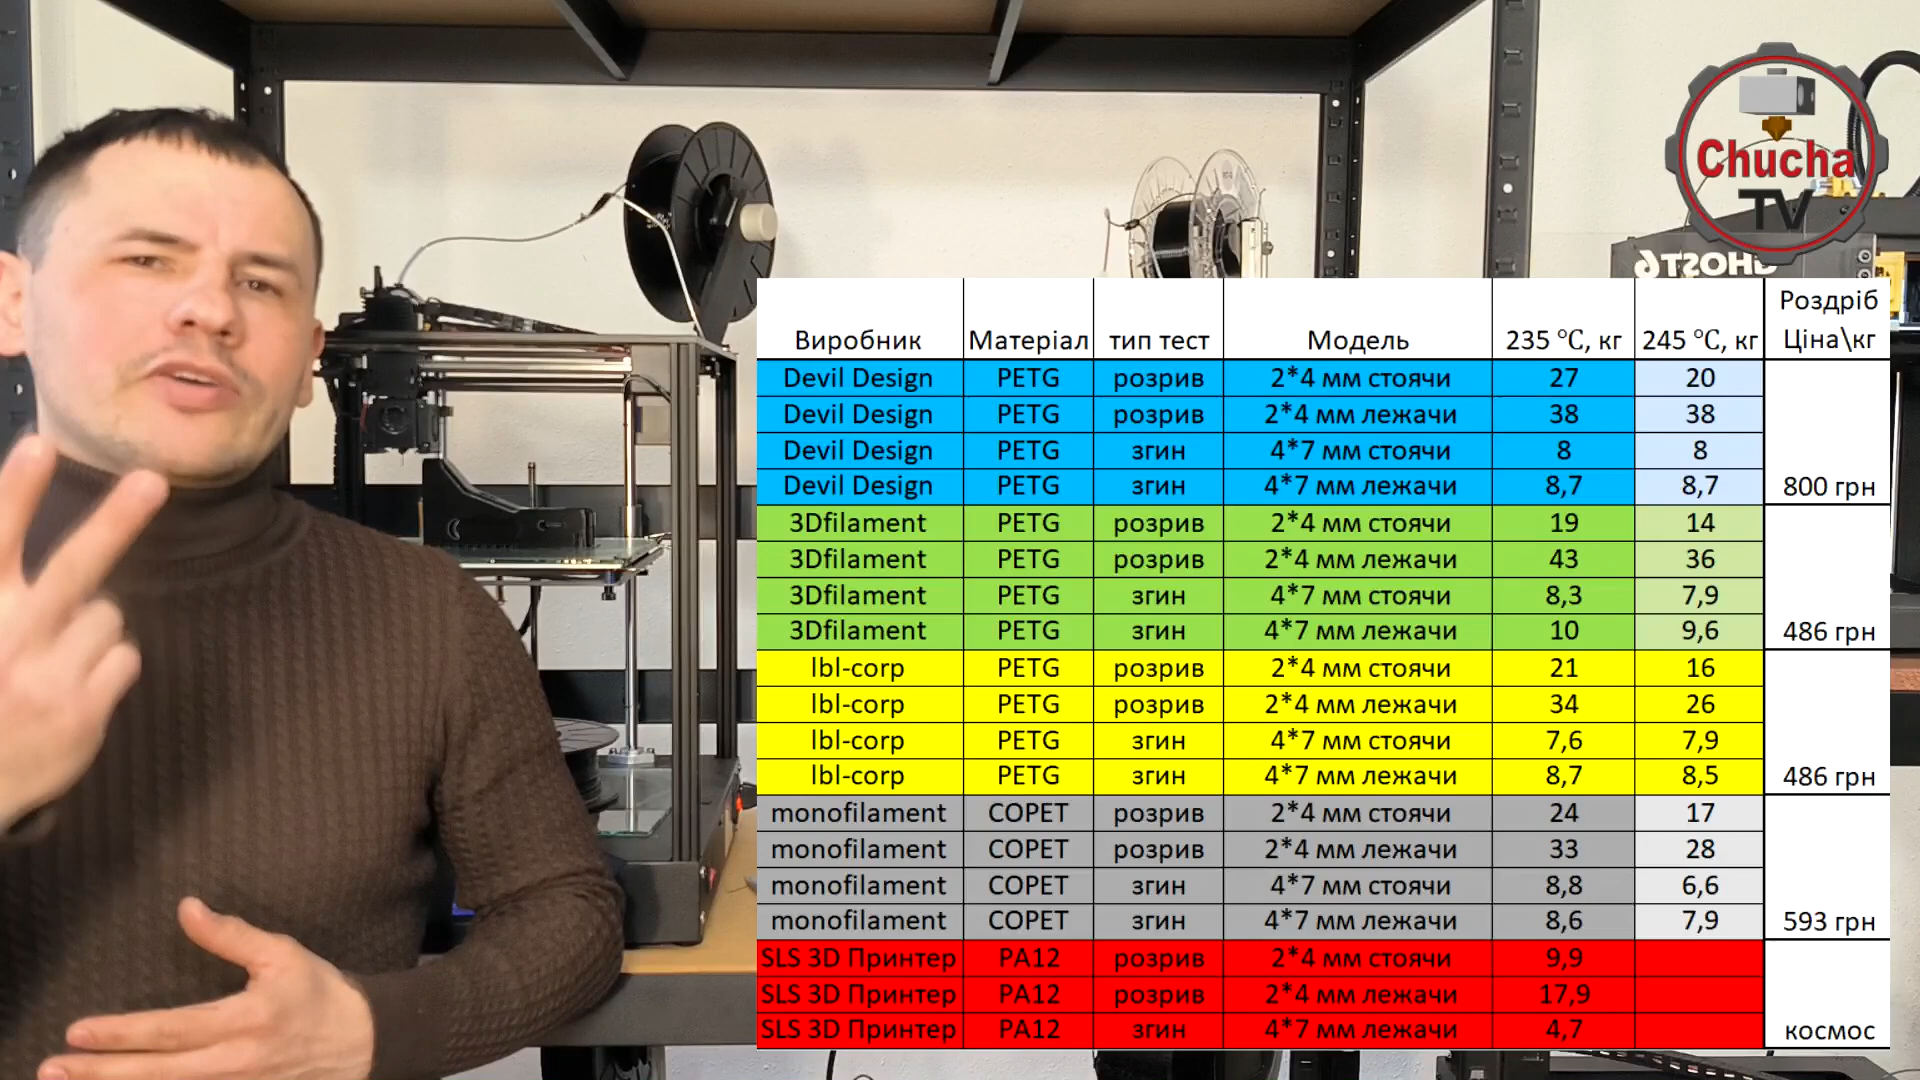 Chucha
TV
GHOST6
Виробник Матеріал тип тест Модель 235 °C, кг 245 °C, кг Роздріб Ціна\кг
Devil Design PETG розрив 2*4 мм стоячи 27 20
Devil Design PETG розрив 2*4 мм лежачи 38 38
Devil Design PETG згин 4*7 мм стоячи 8 8
Devil Design PETG згин 4*7 мм лежачи 8,7 8,7 800 грн
3Dfilament PETG розрив 2*4 мм стоячи 19 14
3Dfilament PETG розрив 2*4 мм лежачи 43 36
3Dfilament PETG згин 4*7 мм стоячи 8,3 7,9
3Dfilament PETG згин 4*7 мм лежачи 10 9,6 486 грн
lbl-corp PETG розрив 2*4 мм стоячи 21 16
lbl-corp PETG розрив 2*4 мм лежачи 34 26
lbl-corp PETG згин 4*7 мм стоячи 7,6 7,9
lbl-corp PETG згин 4*7 мм лежачи 8,7 8,5 486 грн
monofilament COPET розрив 2*4 мм стоячи 24 17
monofilament COPET розрив 2*4 мм лежачи 33 28
monofilament COPET згин 4*7 мм стоячи 8,8 6,6
monofilament COPET згин 4*7 мм лежачи 8,6 7,9 593 грн
SLS 3D Принтер PA12 розрив 2*4 мм стоячи 9,9
SLS 3D Принтер PA12 розрив 2*4 мм лежачи 17,9
SLS 3D Принтер PA12 згин 4*7 мм лежачи 4,7 космос